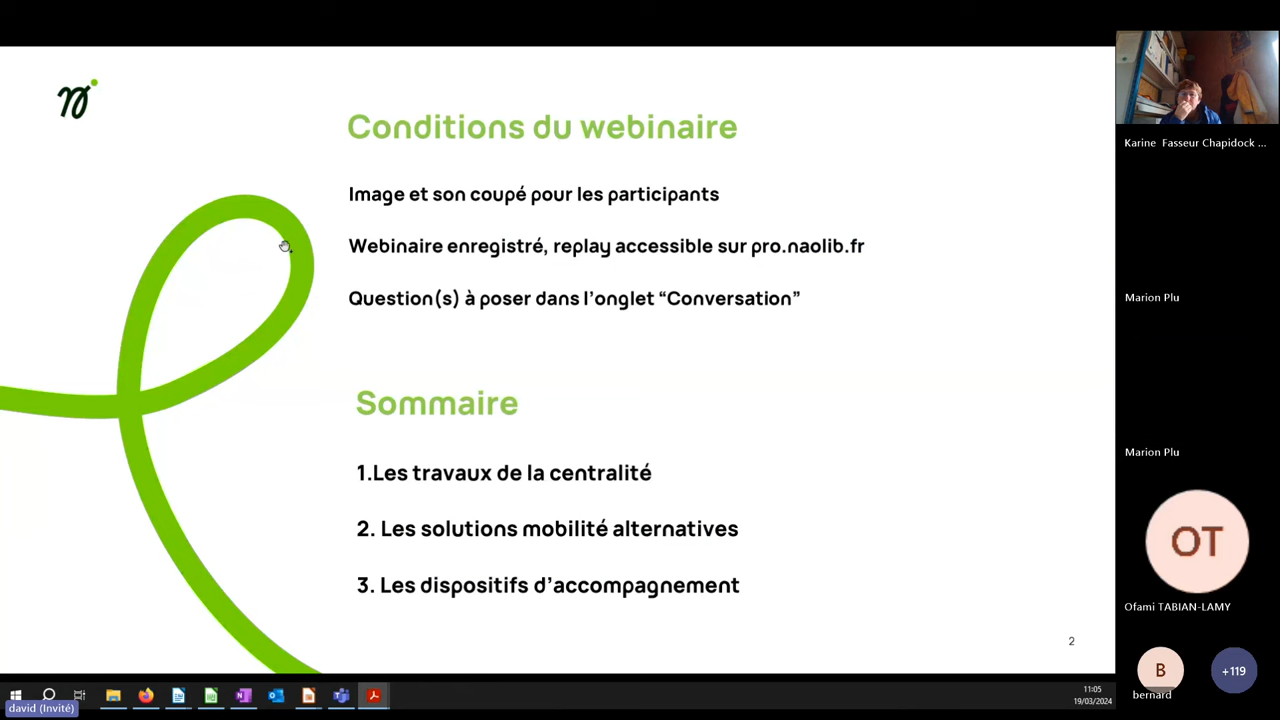 Conditions du webinaire
Image et son coupé pour les participants
Webinaire enregistré, replay accessible sur pro.naolib.fr
Question(s) à poser dans l’onglet “Conversation”
Sommaire
1.Les travaux de la centralité
2. Les solutions mobilité alternatives
3. Les dispositifs d’accompagnement
2
Karine Fasseur Chapidock ...
Marion Plu
Marion Plu
OT
Ofami TABIAN-LAMY
B
+119
bernard
david (Invité)
11:05
19/03/2024